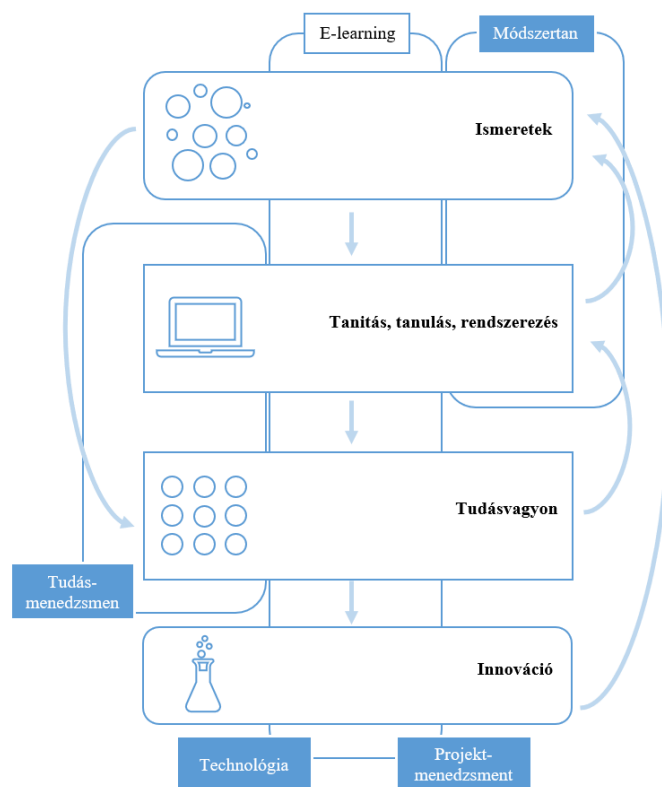 E-learning
Módszertan
Ismeretek
Tanitás, tanulás, rendszerezés
Tudásvagyon
Tudás-
menedzsmen
Innováció
Technológia
Projekt-
menedzsment